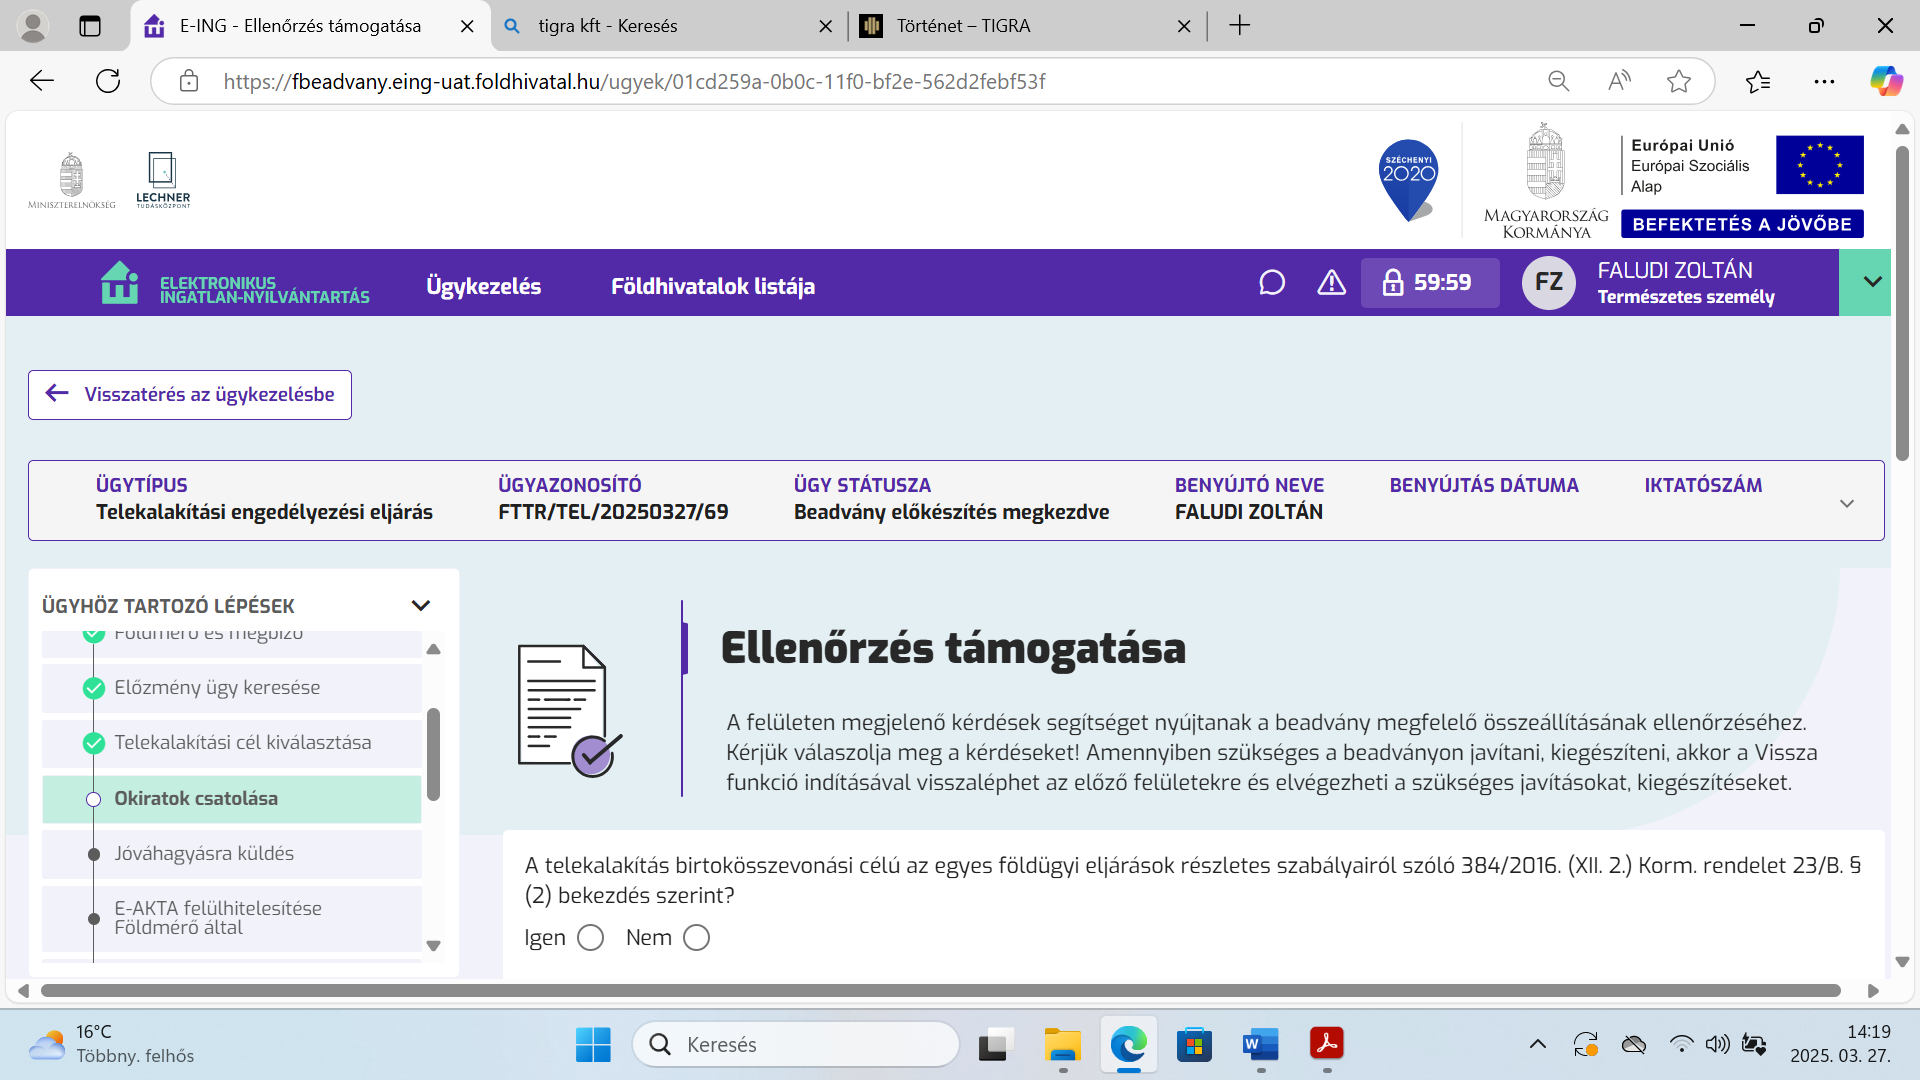 E-ING - Ellenőrzés támogatása
tigra kft - Keresés
Történet – TIGRA
https://fbeadvany.eing-uat.foldhivatal.hu/ugyek/01cd259a-0b0c-11f0-bf2e-562d2febf53f
MINISZTERELNÖKSÉG
LECHNER
TUDÁSKÖZPONT
SZÉCHENYI
2020
MAGYARORSZÁG
KORMÁNYA
Európai Unió
Európai Szociális
Alap
BEFEKTETÉS A JÖVŐBE
ELEKTRONIKUS
INGATLAN-NYILVÁNTARTÁS
Ügykezelés
Földhivatalok listája
59:59
FZ
FALUDI ZOLTÁN
Természetes személy
Visszatérés az ügykezelésbe
ÜGYTÍPUS
Telekalakítási engedélyezési eljárás
ÜGYAZONOSÍTÓ
FTTR/TEL/20250327/69
ÜGY STÁTUSZA
Beadvány előkészítés megkezdve
BENYÚJTÓ NEVE
FALUDI ZOLTÁN
BENYÚJTÁS DÁTUMA
IKTATÓSZÁM
ÜGYHÖZ TARTOZÓ LÉPÉSEK
Földmérő és megbízó
Előzmény ügy keresése
Telekalakítási cél kiválasztása
Okiratok csatolása
Jóváhagyásra küldés
E-AKTA felülhitelesítése
Földmérő által
Ellenőrzés támogatása
A felületen megjelenő kérdések segítséget nyújtanak a beadvány megfelelő összeállításának ellenőrzéséhez.
Kérjük válaszolja meg a kérdéseket! Amennyiben szükséges a beadványon javítani, kiegészíteni, akkor a Vissza
funkció indításával visszaléphet az előző felületekre és elvégezheti a szükséges javításokat, kiegészítéseket.
A telekalakítás birtokösszevonási célú az egyes földügyi eljárások részletes szabályairól szóló 384/2016. (XII. 2.) Korm. rendelet 23/B. §
(2) bekezdés szerint?
Igen Nem
16°C
Többny. felhős
Keresés
14:19
2025. 03. 27.